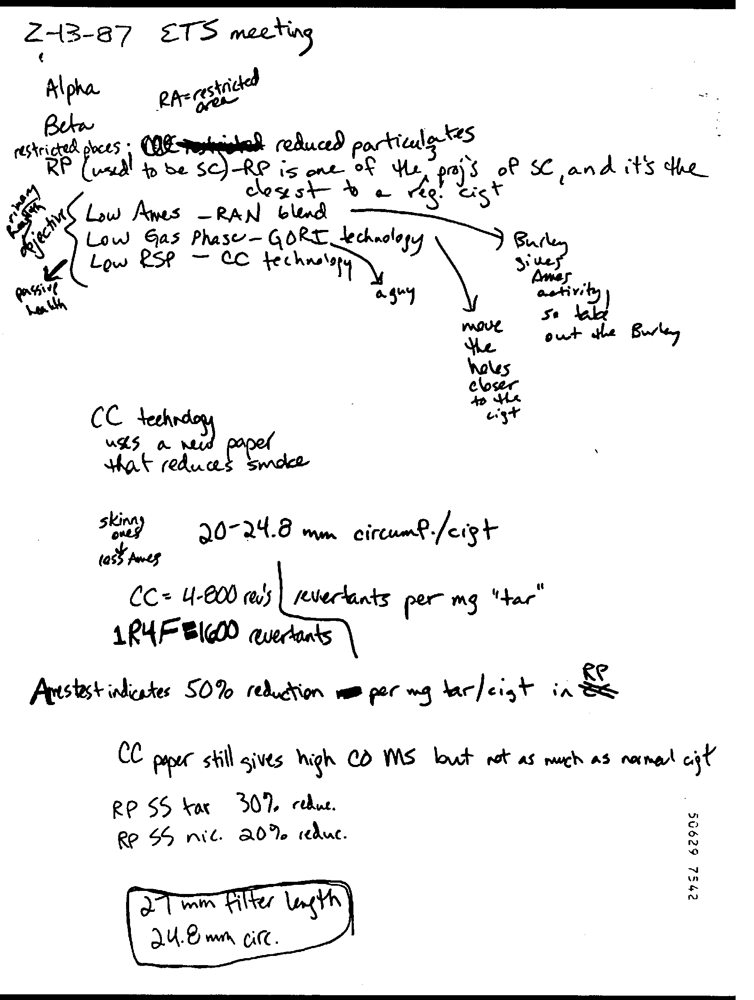 2-13-87 ETS meeting
Alpha
RA = restricted area
Beta
restricted places: reduced particulates
RP (used to be SC) - RP is one of the 3 proj's of SC, and it's the
closest to a reg. cigt
Primary health objective
Low Ames - RAN blend
Low Gas Phase - GORI technology
Low RSP - CC technology
passive health
a guy
move
the
holes
closer
to the
cigt
Burley
gives
Ames
activity
so take
out the Burley
CC technology
uses a new paper
that reduces smoke
skinny
ones
less Ames
20-24.8 mm circumf./cigt
CC = 4-800 rev's revertants per mg "tar"
1R4F = 1600 revertants
Amestest indicates 50% reduction per mg tar/cigt in RP
CC paper still gives high CO MS but not as much as normal cigt
RP SS tar 30% reduc.
RP SS nic. 20% reduc.
27 mm filter length
24.8 mm circ.
50629 7542